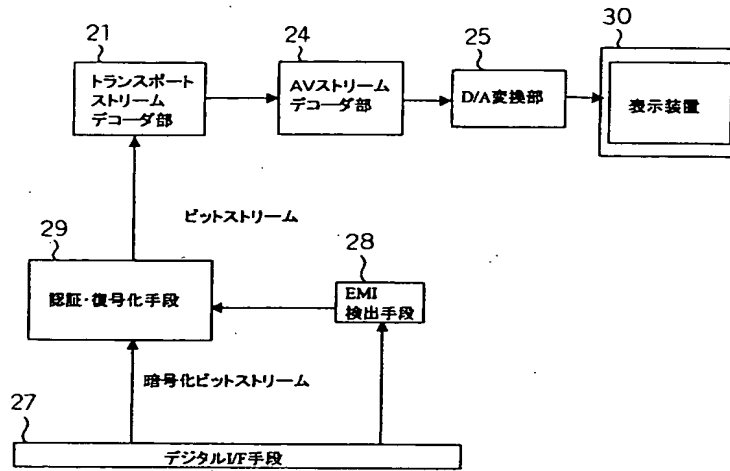 21
24
25
30
トランスポート
ストリーム
デコーダ部
AVストリーム
デコーダ部
D/A変換部
表示装置
ビットストリーム
29
28
認証・復号化手段
EMI
検出手段
暗号化ビットストリーム
27
デジタルI/F手段